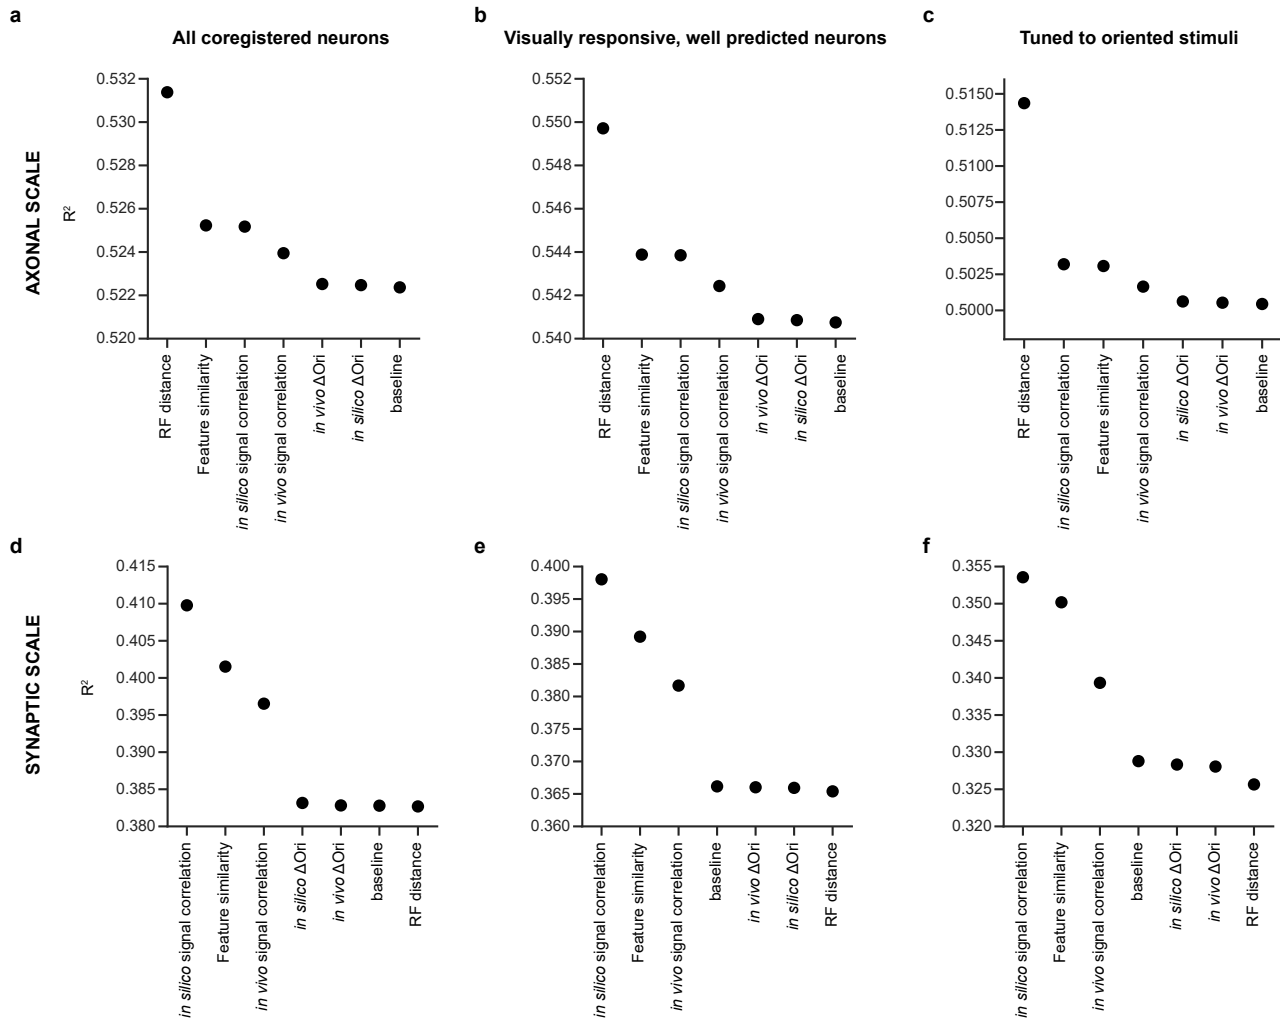 a
All coregistered neurons
b
Visually responsive, well predicted neurons
c
Tuned to oriented stimuli
AXONAL SCALE
R²
0.532
0.530
0.528
0.526
0.524
0.522
0.520
RF distance
Feature similarity
in silico signal correlation
in vivo signal correlation
in vivo ΔOri
in silico ΔOri
baseline
0.552
0.550
0.548
0.546
0.544
0.542
0.540
RF distance
Feature similarity
in silico signal correlation
in vivo signal correlation
in vivo ΔOri
in silico ΔOri
baseline
0.5150
0.5125
0.5100
0.5075
0.5050
0.5025
0.5000
RF distance
in silico signal correlation
Feature similarity
in vivo signal correlation
in silico ΔOri
in vivo ΔOri
baseline
d
e
f
SYNAPTIC SCALE
R²
0.415
0.410
0.405
0.400
0.395
0.390
0.385
0.380
in silico signal correlation
Feature similarity
in vivo signal correlation
in silico ΔOri
in vivo ΔOri
baseline
RF distance
0.400
0.395
0.390
0.385
0.380
0.375
0.370
0.365
0.360
in silico signal correlation
Feature similarity
in vivo signal correlation
baseline
in vivo ΔOri
in silico ΔOri
RF distance
0.355
0.350
0.345
0.340
0.335
0.330
0.325
0.320
in silico signal correlation
Feature similarity
in vivo signal correlation
baseline
in silico ΔOri
in vivo ΔOri
RF distance